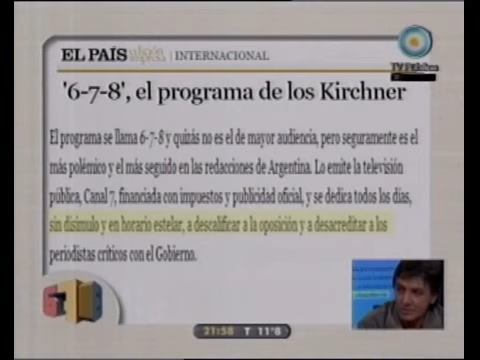 EL PAÍS edición impresa | INTERNACIONAL
TV Pública
'6-7-8', el programa de los Kirchner
El programa se llama 6-7-8 y quizás no es el de mayor audiencia, pero seguramente es el
más polémico y el más seguido en las redacciones de Argentina. Lo emite la televisión
pública, Canal 7, financiada con impuestos y publicidad oficial, y se dedica todos los días,
sin disimulo y en horario estelar, a descalificar a la oposición y a desacreditar a los
periodistas críticos con el Gobierno.
678
21:58 T 11°8